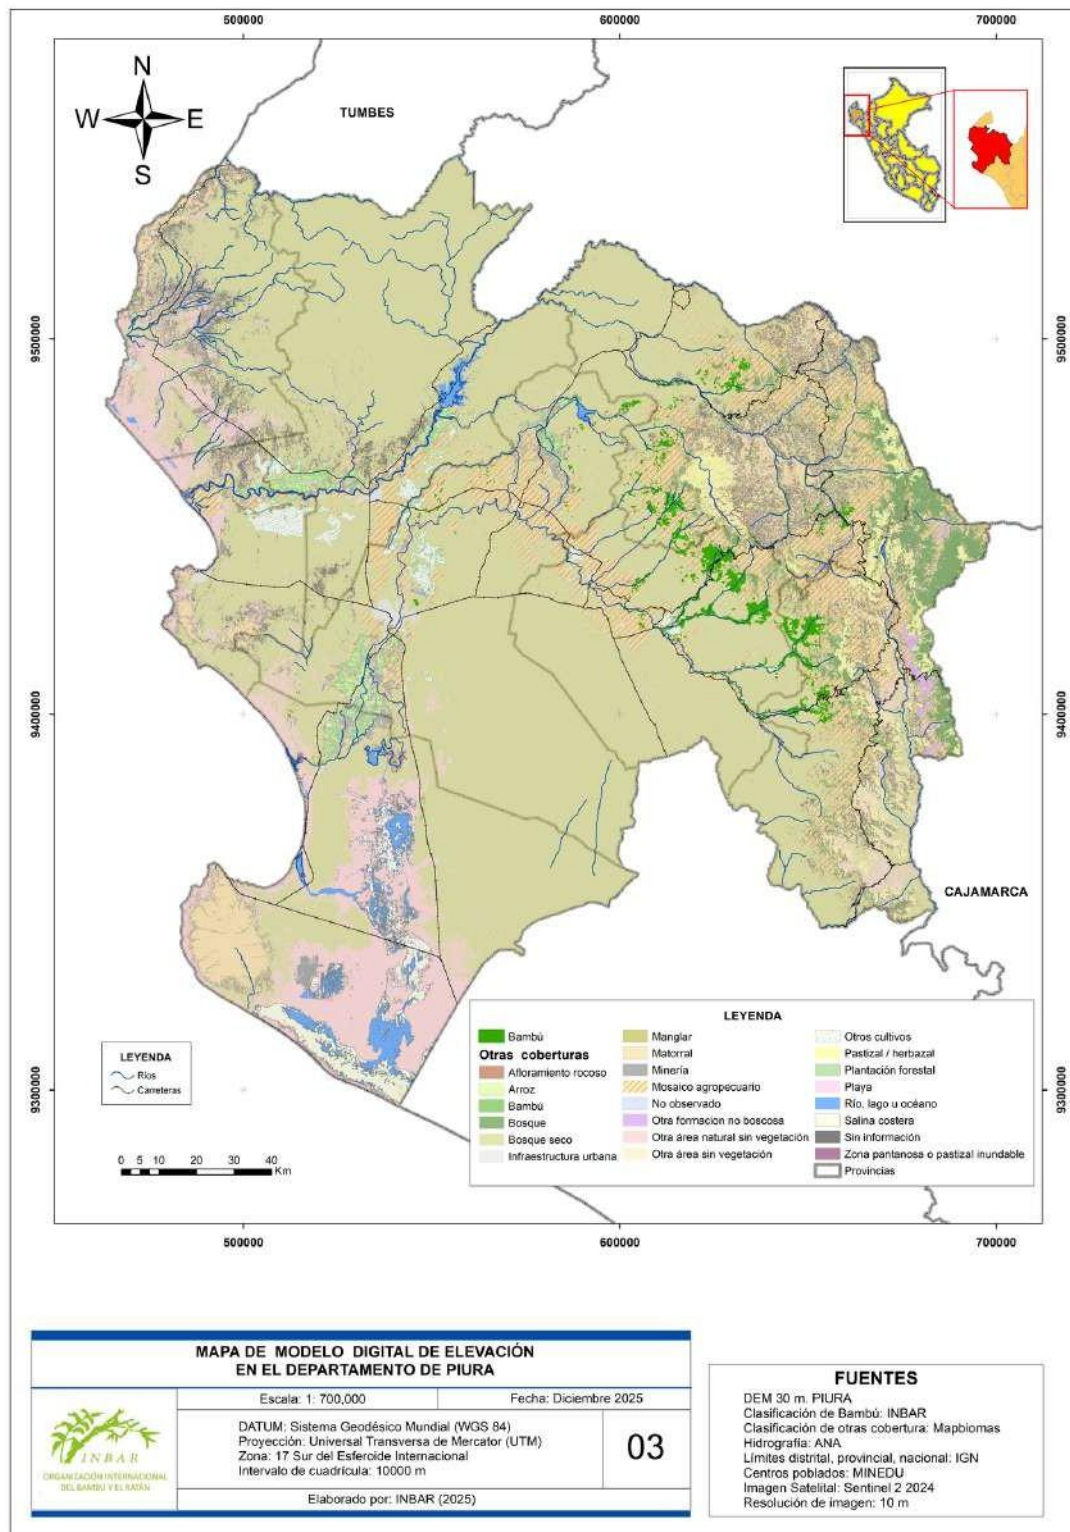 500000
600000
700000
N
W
E
S
TUMBES
9500000
9500000
9400000
9400000
CAJAMARCA
9300000
9300000
LEYENDA
Ríos
Carreteras
0 5 10 20 30 40
Km
LEYENDA
Bambú
Otras coberturas
Afloramiento rocoso
Arroz
Bambú
Bosque
Bosque seco
Infraestructura urbana
Manglar
Matorral
Minería
Mosaico agropecuario
No observado
Otra formacion no boscosa
Otra área natural sin vegetación
Otra área sin vegetación
Otros cultivos
Pastizal / herbazal
Plantación forestal
Playa
Río, lago u océano
Salina costera
Sin información
Zona pantanosa o pastizal inundable
Provincias
500000
600000
700000
MAPA DE MODELO DIGITAL DE ELEVACIÓN
EN EL DEPARTAMENTO DE PIURA
Escala: 1: 700,000
Fecha: Diciembre 2025
INBAR
ORGANIZACIÓN INTERNACIONAL
DEL BAMBÚ Y EL RATÁN
DATUM: Sistema Geodésico Mundial (WGS 84)
Proyección: Universal Transversa de Mercator (UTM)
Zona: 17 Sur del Esferoide Internacional
Intervalo de cuadrícula: 10000 m
03
Elaborado por: INBAR (2025)
FUENTES
DEM 30 m. PIURA
Clasificación de Bambú: INBAR
Clasificación de otras cobertura: Mapbiomas
Hidrografía: ANA
Límites distrital, provincial, nacional: IGN
Centros poblados: MINEDU
Imagen Satelital: Sentinel 2 2024
Resolución de imagen: 10 m